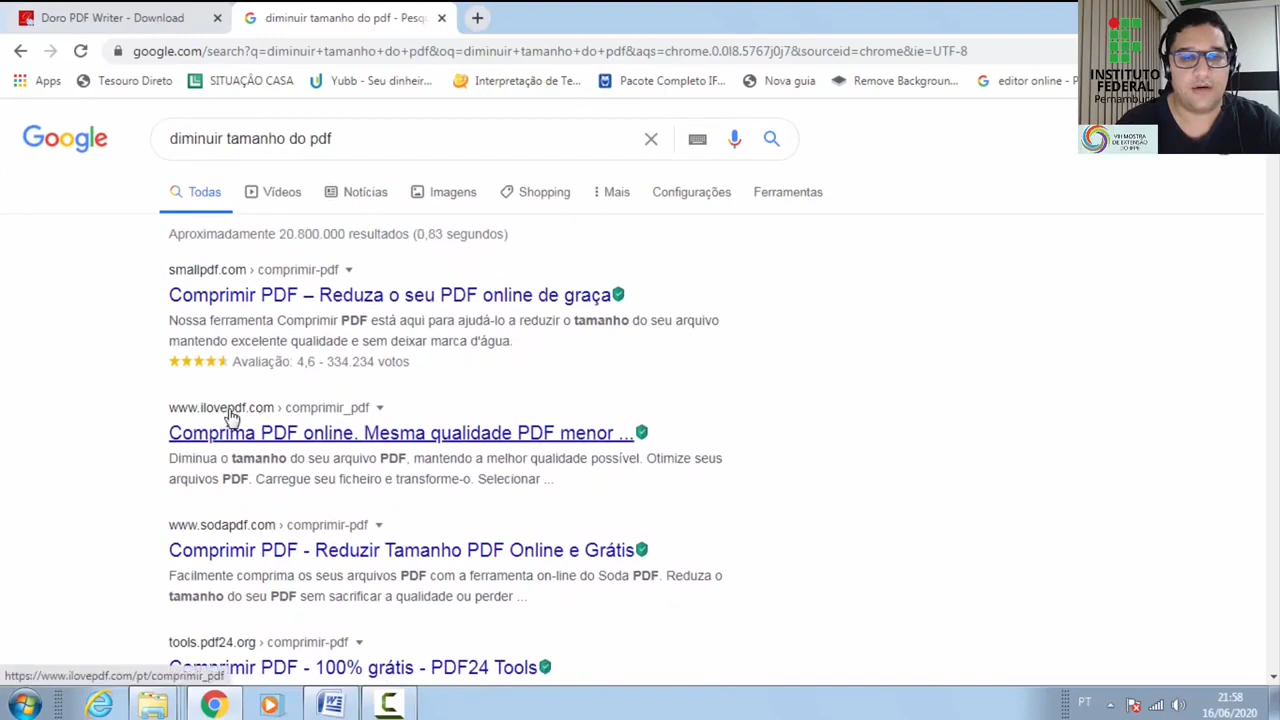 Doro PDF Writer - Download
diminuir tamanho do pdf - Pesqu
google.com/search?q=diminuir+tamanho+do+pdf&oq=diminuir+tamanho+do+pdf&aqs=chrome.0.0l8.5767j0j7&sourceid=chrome&ie=UTF-8
Apps Tesouro Direto SITUAÇÃO CASA Yubb - Seu dinheir... Interpretação de Te... Pacote Completo IF... Nova guia Remove Backgroun... editor online - P
INSTITUTO
FEDERAL
Pernambuco
VIII MOSTRA
DE EXTENSÃO
DO IFPE
Google
diminuir tamanho do pdf
Todas Vídeos Notícias Imagens Shopping Mais Configurações Ferramentas
Aproximadamente 20.800.000 resultados (0,83 segundos)
smallpdf.com › comprimir-pdf
Comprimir PDF – Reduza o seu PDF online de graça
Nossa ferramenta Comprimir PDF está aqui para ajudá-lo a reduzir o tamanho do seu arquivo
mantendo excelente qualidade e sem deixar marca d'água.
Avaliação: 4,6 - 334.234 votos
www.ilovepdf.com › comprimir_pdf
Comprima PDF online. Mesma qualidade PDF menor ...
Diminua o tamanho do seu arquivo PDF, mantendo a melhor qualidade possível. Otimize seus
arquivos PDF. Carregue seu ficheiro e transforme-o. Selecionar ...
www.sodapdf.com › comprimir-pdf
Comprimir PDF - Reduzir Tamanho PDF Online e Grátis
Facilmente comprima os seus arquivos PDF com a ferramenta on-line do Soda PDF. Reduza o
tamanho do seu PDF sem sacrificar a qualidade ou perder ...
tools.pdf24.org › comprimir-pdf
Comprimir PDF - 100% grátis - PDF24 Tools
https://www.ilovepdf.com/pt/comprimir_pdf
PT
21:58
16/06/2020